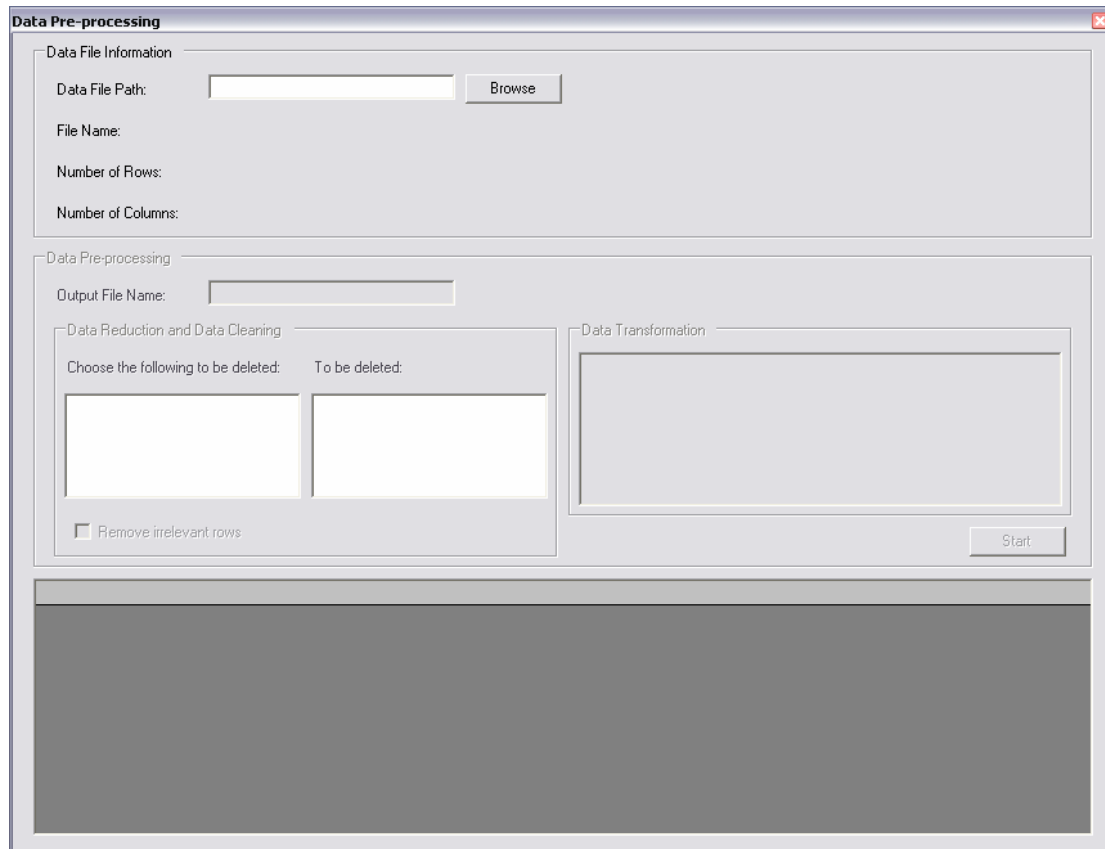 Data Pre-processing
Data File Information
Data File Path:
Browse
File Name:
Number of Rows:
Number of Columns:
Data Pre-processing
Output File Name:
Data Reduction and Data Cleaning
Choose the following to be deleted:
To be deleted:
Remove irrelevant rows
Data Transformation
Start